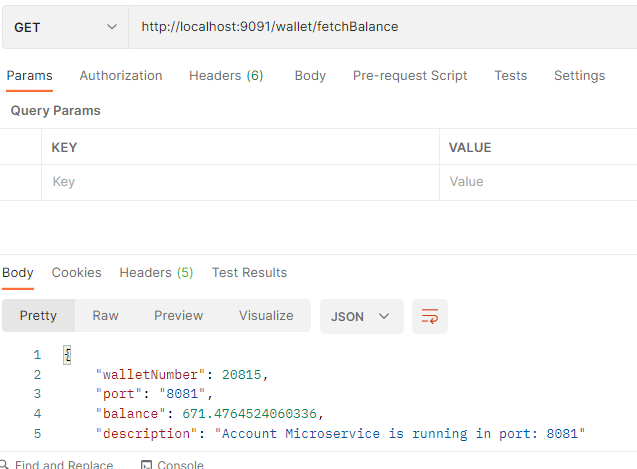 GET http://localhost:9091/wallet/fetchBalance
Params Authorization Headers (6) Body Pre-request Script Tests Settings
Query Params
KEY VALUE
Key Value
Body Cookies Headers (5) Test Results
Pretty Raw Preview Visualize JSON
1 {
2 "walletNumber": 20815,
3 "port": "8081",
4 "balance": 671.4764524060336,
5 "description": "Account Microservice is running in port: 8081"
Find and Replace Console